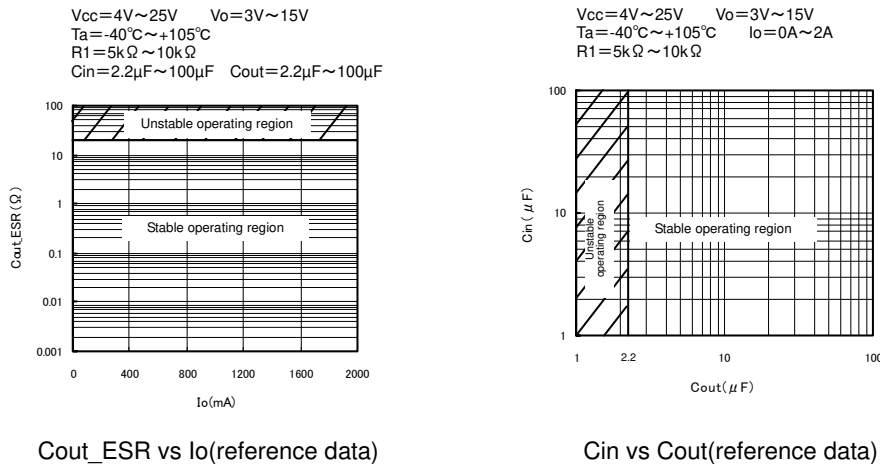 Vcc=4V~25V Vo=3V~15V
Ta=-40℃~+105℃
R1=5kΩ~10kΩ
Cin=2.2µF~100µF Cout=2.2µF~100µF
100
10
1
0.1
0.01
0.001
Cout_ESR(Ω)
Unstable operating region
Stable operating region
0 400 800 1200 1600 2000
Io(mA)
Cout_ESR vs Io(reference data)
Vcc=4V~25V Vo=3V~15V
Ta=-40℃~+105℃ Io=0A~2A
R1=5kΩ~10kΩ
100
10
1
Cin(μF)
Unstable
operating region
Stable operating region
1 2.2 10 100
Cout(μF)
Cin vs Cout(reference data)